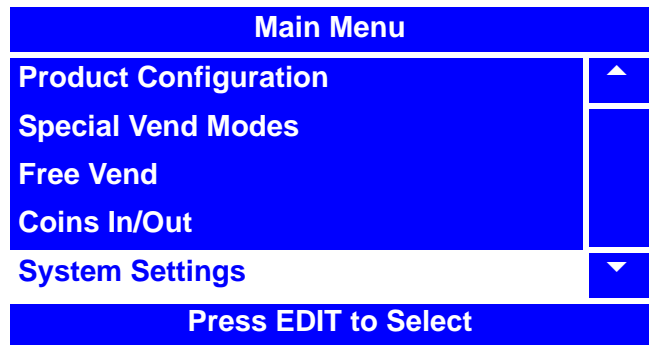 Main Menu
Product Configuration
Special Vend Modes
Free Vend
Coins In/Out
System Settings
Press EDIT to Select